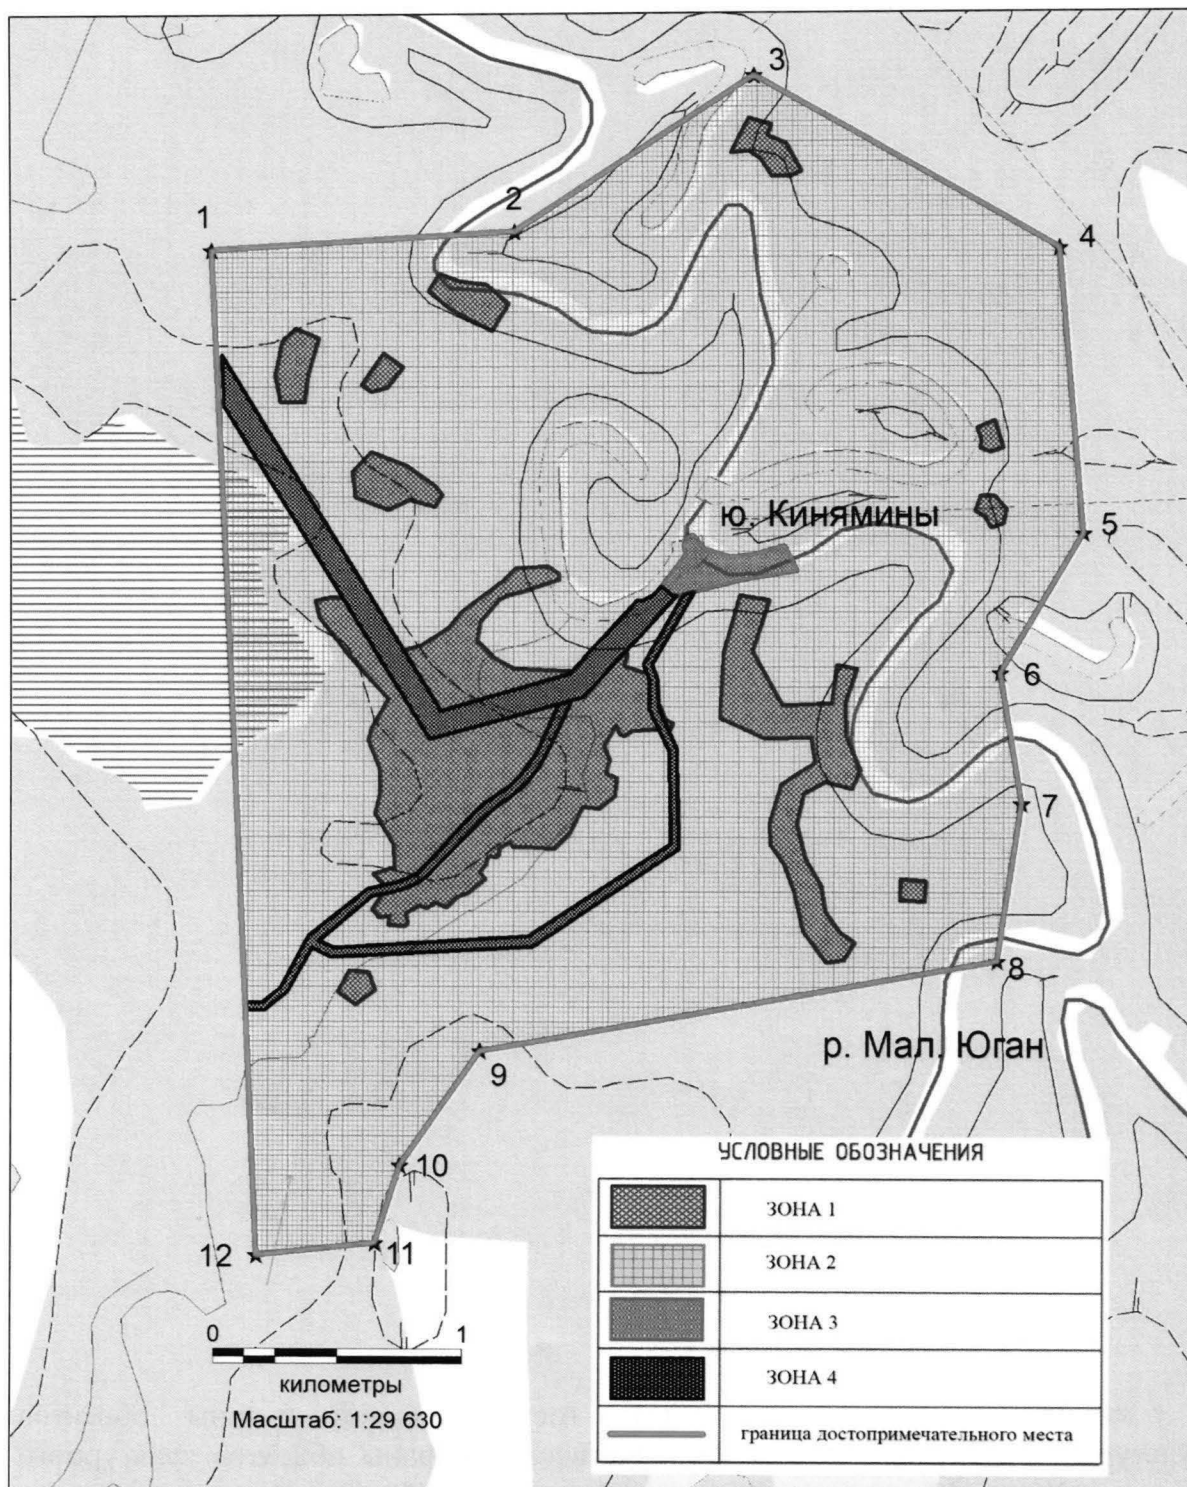 3
2
1
4
ю. Кинямины
5
6
7
8
р. Мал. Юган
9
10
11
12
0 1
километры
Масштаб: 1:29 630
УСЛОВНЫЕ ОБОЗНАЧЕНИЯ
ЗОНА 1
ЗОНА 2
ЗОНА 3
ЗОНА 4
граница достопримечательного места